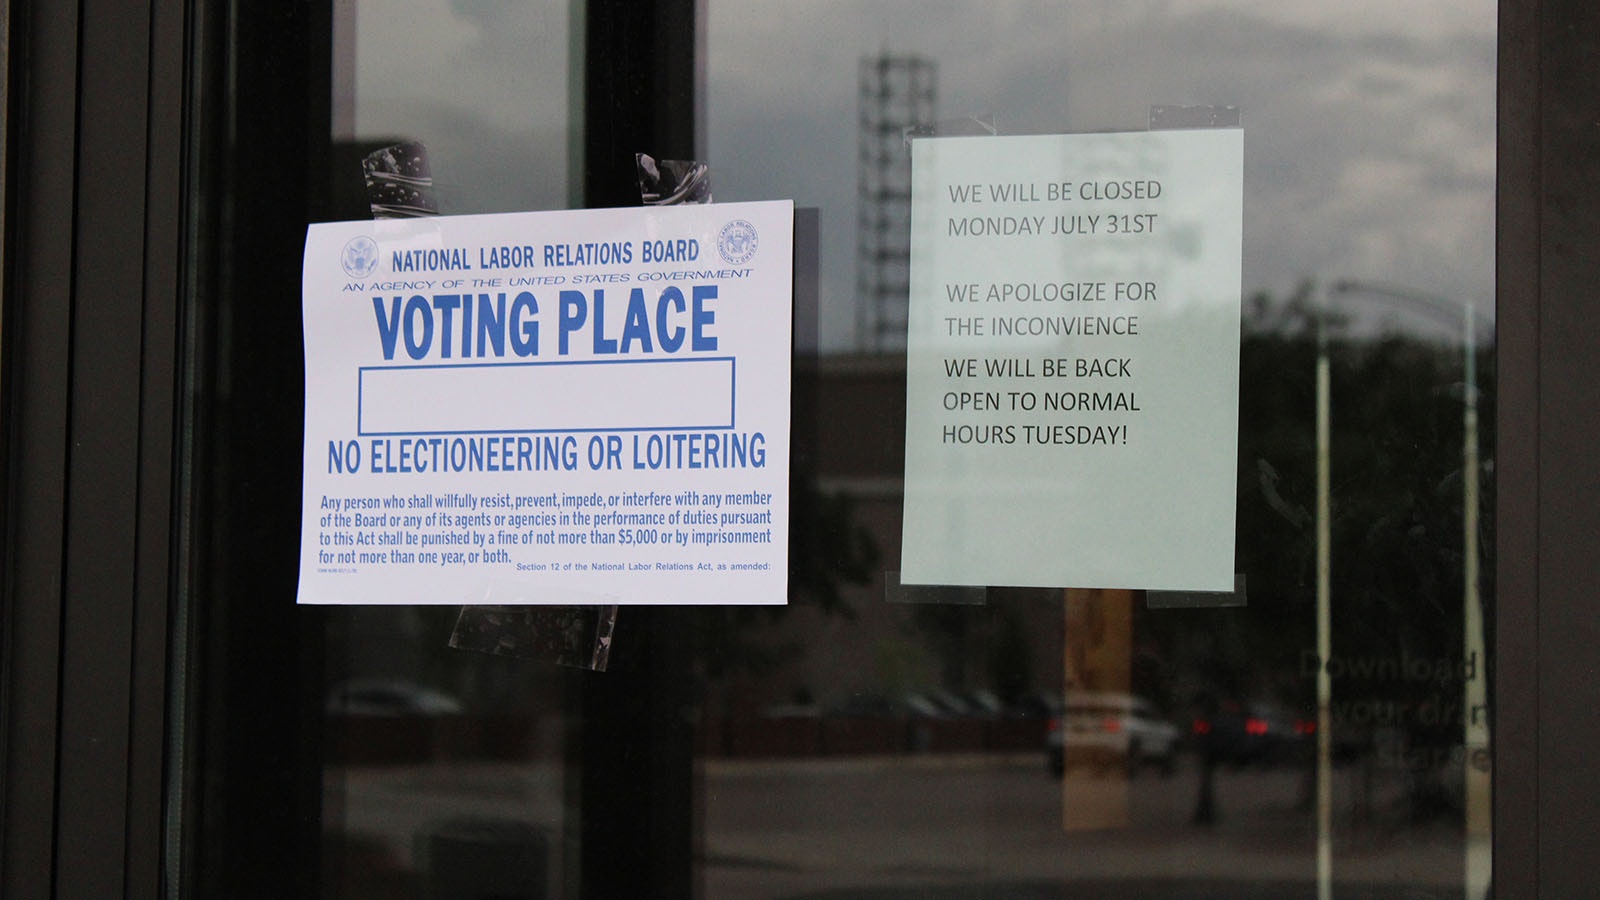 NATIONAL LABOR RELATIONS BOARD
AN AGENCY OF THE UNITED STATES GOVERNMENT
VOTING PLACE
NO ELECTIONEERING OR LOITERING
Any person who shall willfully resist, prevent, impede, or interfere with any member
of the Board or any of its agents or agencies in the performance of duties pursuant
to this Act shall be punished by a fine of not more than $5,000 or by imprisonment
for not more than one year, or both.
Section 12 of the National Labor Relations Act, as amended:
WE WILL BE CLOSED
MONDAY JULY 31ST
WE APOLOGIZE FOR
THE INCONVIENCE
WE WILL BE BACK
OPEN TO NORMAL
HOURS TUESDAY!
Download
your